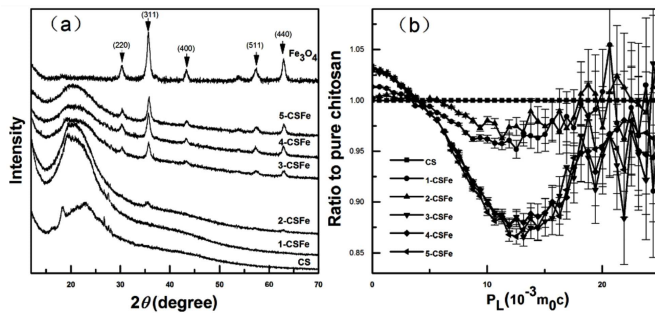 (a)
(311)
(220)
(400)
(511)
(440)
Fe3O4
5-CSFe
4-CSFe
3-CSFe
2-CSFe
1-CSFe
CS
Intensity
20 30 40 50 60 70
2θ(degree)
(b)
1.05
1.00
0.95
0.90
0.85
Ratio to pure chitosan
CS
1-CSFe
2-CSFe
3-CSFe
4-CSFe
5-CSFe
0 10 20
PL(10-3m0c)